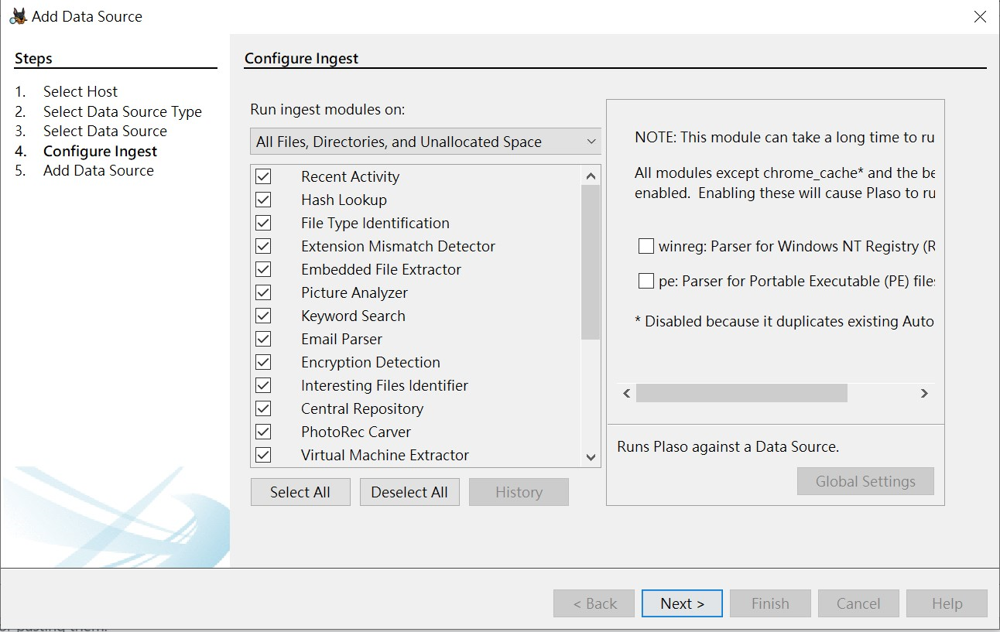 Add Data Source
Steps
1. Select Host
2. Select Data Source Type
3. Select Data Source
4. Configure Ingest
5. Add Data Source
Configure Ingest
Run ingest modules on:
All Files, Directories, and Unallocated Space
Recent Activity
Hash Lookup
File Type Identification
Extension Mismatch Detector
Embedded File Extractor
Picture Analyzer
Keyword Search
Email Parser
Encryption Detection
Interesting Files Identifier
Central Repository
PhotoRec Carver
Virtual Machine Extractor
Select All
Deselect All
History
NOTE: This module can take a long time to ru
All modules except chrome_cache* and the be
enabled. Enabling these will cause Plaso to ru
winreg: Parser for Windows NT Registry (R
pe: Parser for Portable Executable (PE) files
* Disabled because it duplicates existing Auto
Runs Plaso against a Data Source.
Global Settings
< Back
Next >
Finish
Cancel
Help
pasting them.